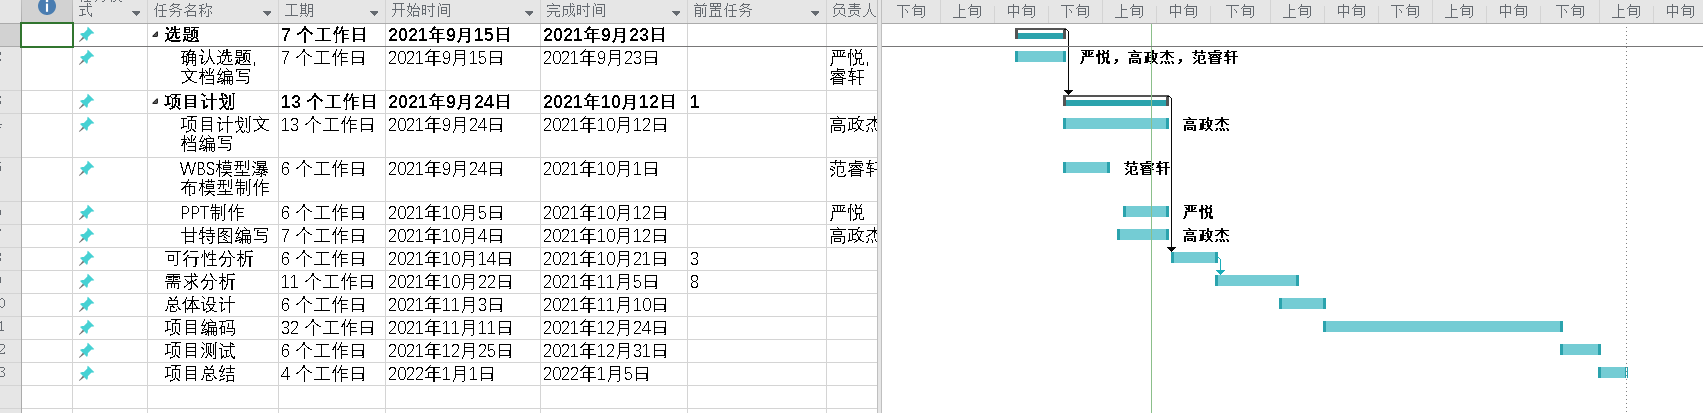 式 任务名称 工期 开始时间 完成时间 前置任务 负责人 下旬 上旬 中旬 下旬 上旬 中旬 下旬 上旬 中旬 下旬 上旬 中旬 下旬 上旬 中旬
选题 7 个工作日 2021年9月15日 2021年9月23日
确认选题, 7 个工作日 2021年9月15日 2021年9月23日 严悦, 严悦，高政杰，范睿轩
文档编写 睿轩
项目计划 13 个工作日 2021年9月24日 2021年10月12日 1
项目计划文 13 个工作日 2021年9月24日 2021年10月12日 高政杰 高政杰
档编写
WBS模型瀑 6 个工作日 2021年9月24日 2021年10月1日 范睿轩 范睿轩
布模型制作
PPT制作 6 个工作日 2021年10月5日 2021年10月12日 严悦 严悦
甘特图编写 7 个工作日 2021年10月4日 2021年10月12日 高政杰 高政杰
可行性分析 6 个工作日 2021年10月14日 2021年10月21日 3
需求分析 11 个工作日 2021年10月22日 2021年11月5日 8
总体设计 6 个工作日 2021年11月3日 2021年11月10日
项目编码 32 个工作日 2021年11月11日 2021年12月24日
项目测试 6 个工作日 2021年12月25日 2021年12月31日
项目总结 4 个工作日 2022年1月1日 2022年1月5日